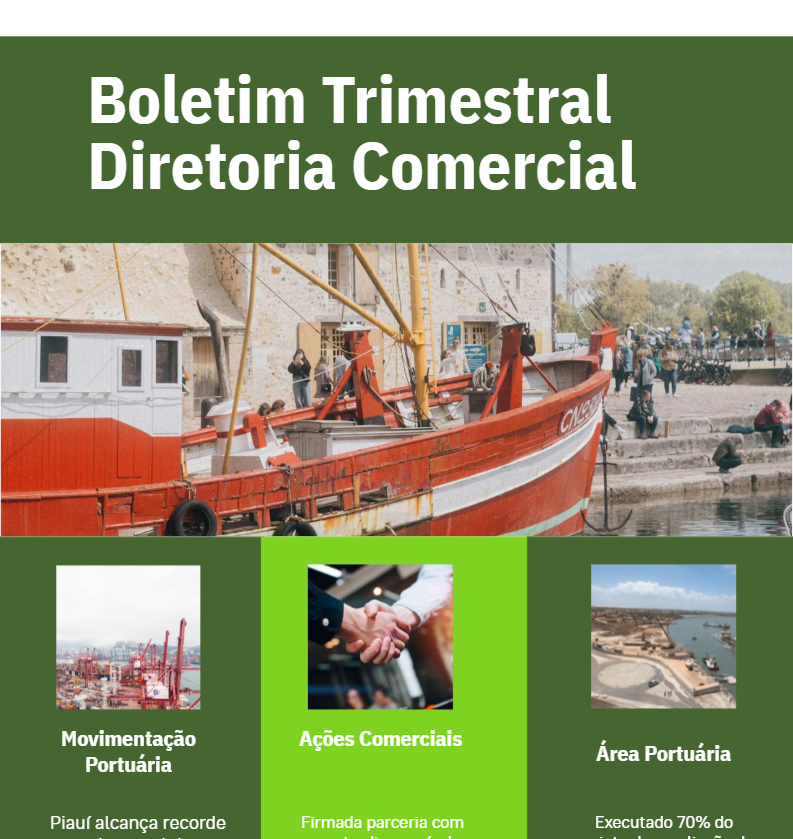 Boletim Trimestral
Diretoria Comercial
Movimentação
Portuária
Ações Comerciais
Área Portuária
Piauí alcança recorde
Firmada parceria com
Executado 70% do